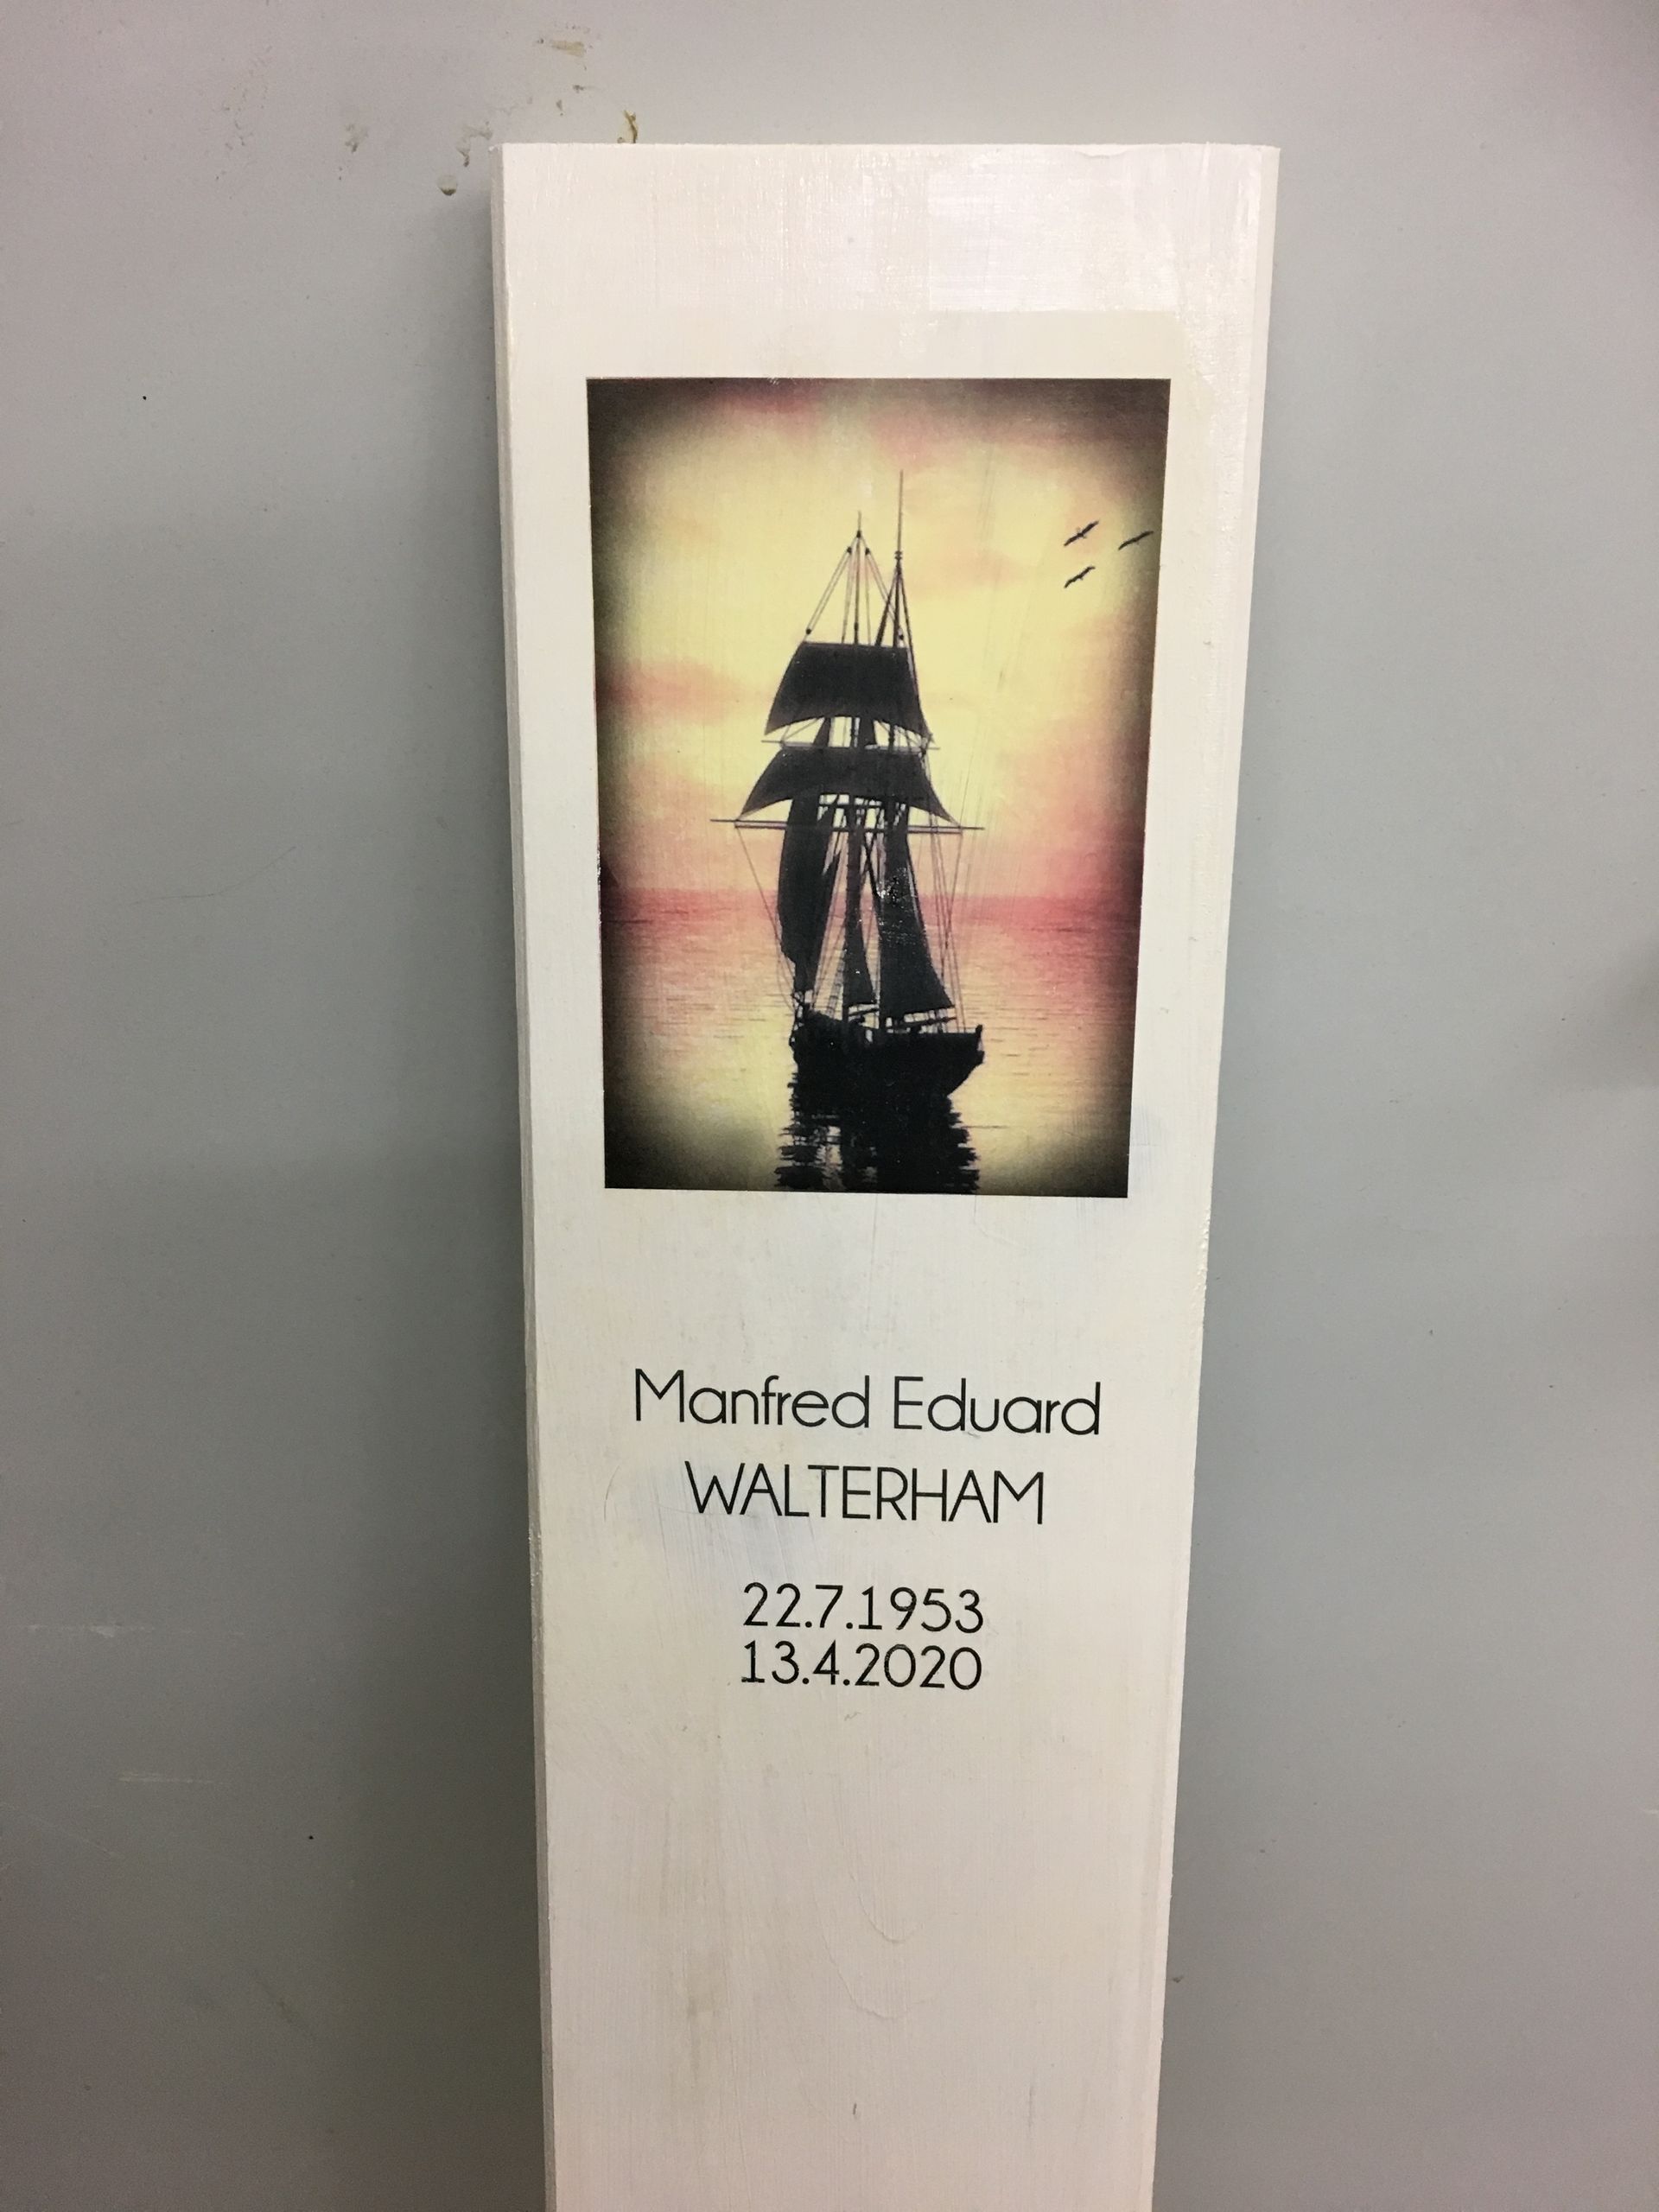 Manfred Eduard
WALTERHAM
22.7.1953
13.4.2020